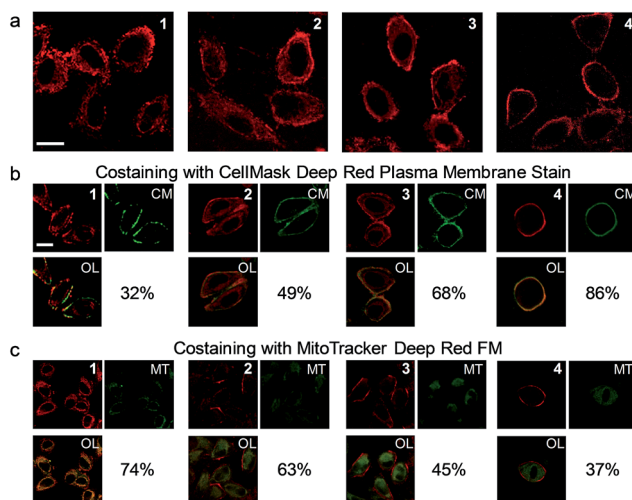 a
1 2 3 4
Costaining with CellMask Deep Red Plasma Membrane Stain
b
1 CM 2 CM 3 CM 4 CM
OL 32% OL 49% OL 68% OL 86%
Costaining with MitoTracker Deep Red FM
c
1 MT 2 MT 3 MT 4 MT
OL 74% OL 63% OL 45% OL 37%